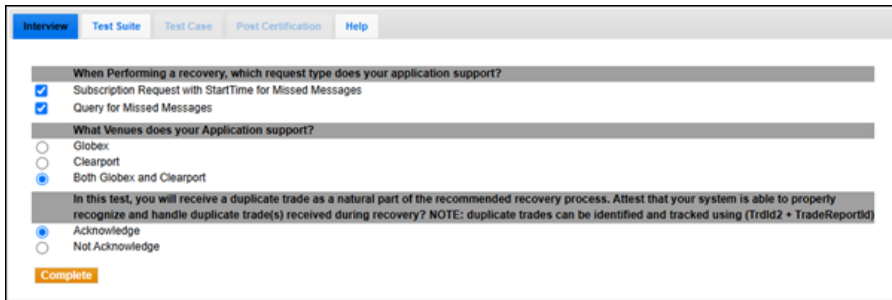 Interview Test Suite Test Case Post Certification Help
When Performing a recovery, which request type does your application support?
Subscription Request with StartTime for Missed Messages
Query for Missed Messages
What Venues does your Application support?
Globex
Clearport
Both Globex and Clearport
In this test, you will receive a duplicate trade as a natural part of the recommended recovery process. Attest that your system is able to properly
recognize and handle duplicate trade(s) received during recovery? NOTE: duplicate trades can be identified and tracked using (TrdId2 + TradeReportId)
Acknowledge
Not Acknowledge
Complete